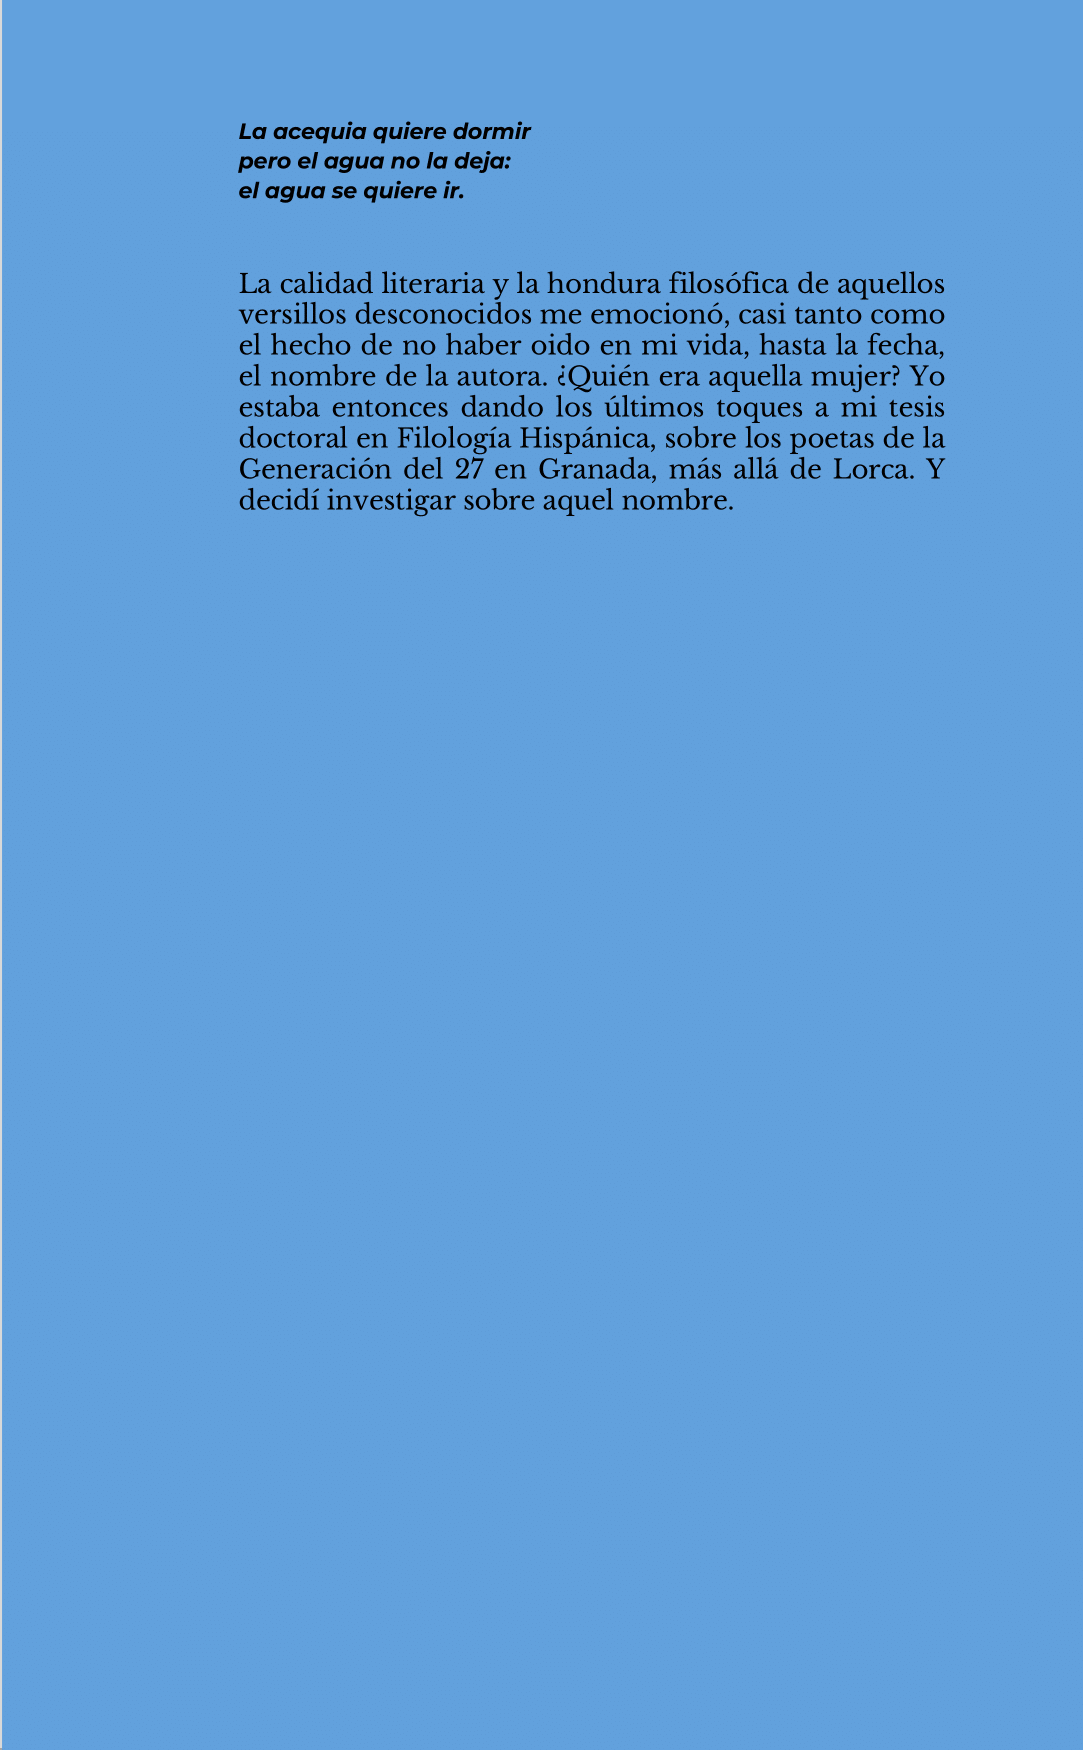 La acequia quiere dormir
pero el agua no la deja:
el agua se quiere ir.
La calidad literaria y la hondura filosófica de aquellos
versillos desconocidos me emocionó, casi tanto como
el hecho de no haber oido en mi vida, hasta la fecha,
el nombre de la autora. ¿Quién era aquella mujer? Yo
estaba entonces dando los últimos toques a mi tesis
doctoral en Filología Hispánica, sobre los poetas de la
Generación del 27 en Granada, más allá de Lorca. Y
decidí investigar sobre aquel nombre.